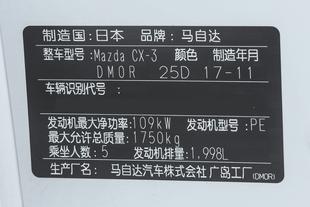 制造国：日本 品牌：马自达
整车型号：Mazda CX-3 颜色 制造年月
DMOR 25D 17-11
车辆识别代号：
发动机最大净功率：109kW 发动机型号：PE
最大允许总质量：1750kg
乘坐人数：5 发动机排量：1,998L
生产厂名：马自达汽车株式会社 广岛工厂 (DMOR)